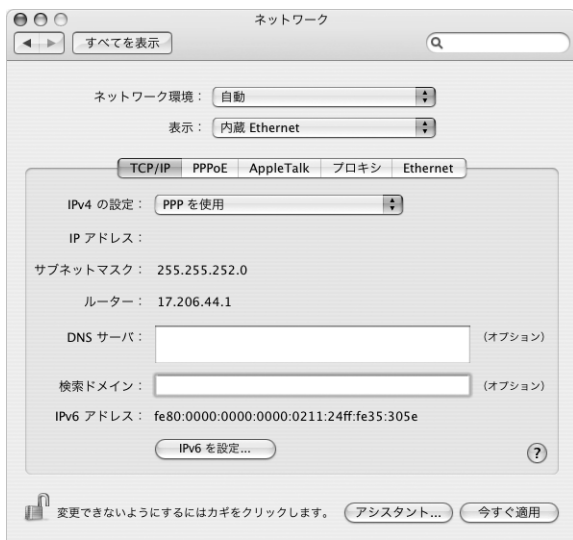 ネットワーク
すべてを表示
ネットワーク環境： 自動
表示： 内蔵 Ethernet
TCP/IP PPPoE AppleTalk プロキシ Ethernet
IPv4 の設定： PPP を使用
IP アドレス：
サブネットマスク： 255.255.252.0
ルーター： 17.206.44.1
DNS サーバ： (オプション)
検索ドメイン： (オプション)
IPv6 アドレス： fe80:0000:0000:0000:0211:24ff:fe35:305e
IPv6 を設定...
?
変更できないようにするにはカギをクリックします。 アシスタント... 今すぐ適用